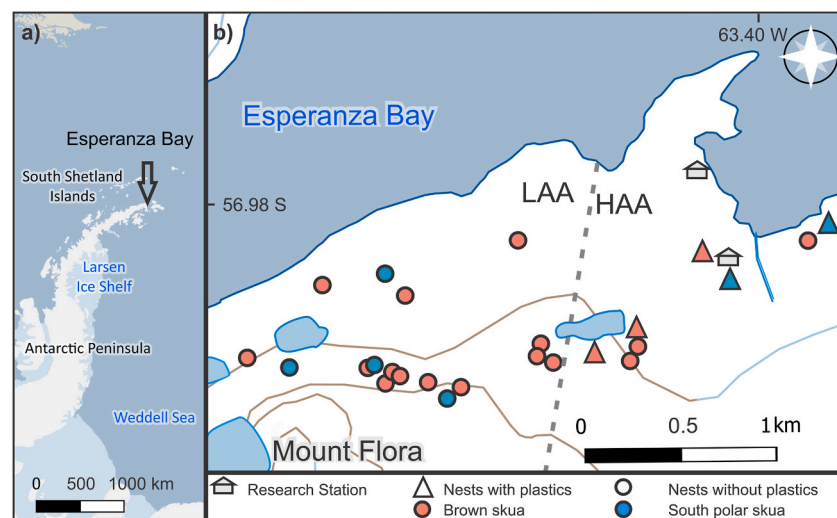 a)
Esperanza Bay
South Shetland
Islands
Larsen
Ice Shelf
Antarctic Peninsula
Weddell Sea
0 500 1000 km
b)
63.40 W
Esperanza Bay
56.98 S
LAA
HAA
Mount Flora
0 0.5 1km
Research Station
Nests with plastics
Nests without plastics
Brown skua
South polar skua